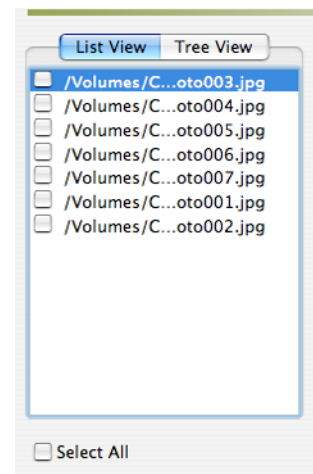 List View Tree View
/Volumes/C...oto003.jpg
/Volumes/C...oto004.jpg
/Volumes/C...oto005.jpg
/Volumes/C...oto006.jpg
/Volumes/C...oto007.jpg
/Volumes/C...oto001.jpg
/Volumes/C...oto002.jpg
Select All